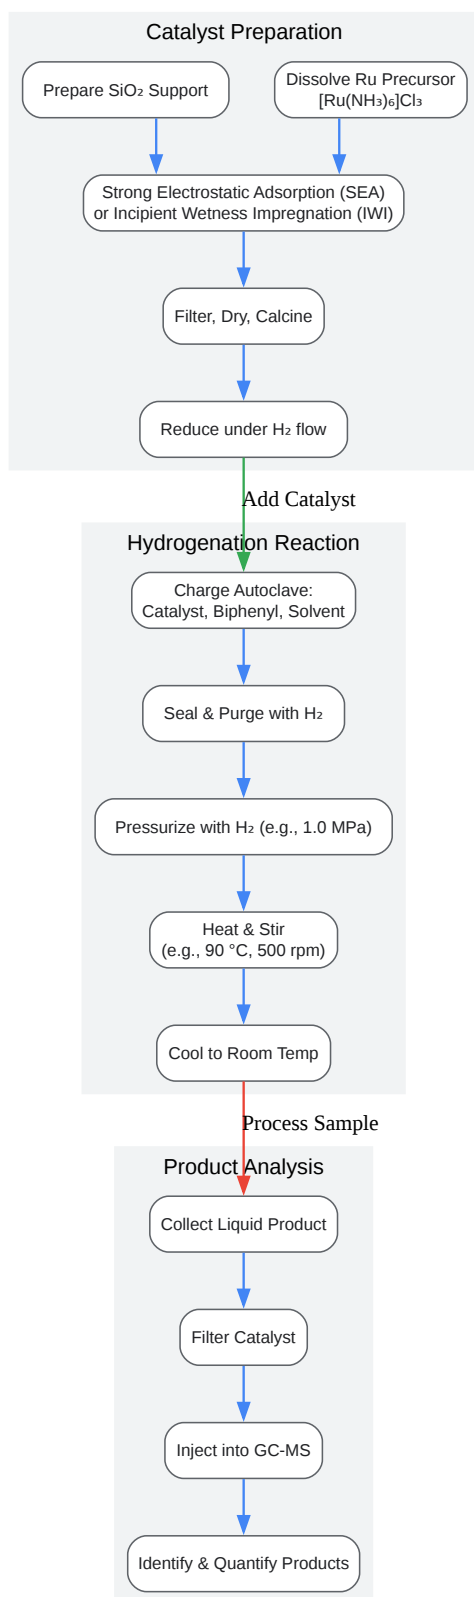 Catalyst Preparation
Prepare SiO₂ Support
Dissolve Ru Precursor
[Ru(NH₃)₆]Cl₃
Strong Electrostatic Adsorption (SEA)
or Incipient Wetness Impregnation (IWI)
Filter, Dry, Calcine
Reduce under H₂ flow
Add Catalyst
Hydrogenation Reaction
Charge Autoclave:
Catalyst, Biphenyl, Solvent
Seal & Purge with H₂
Pressurize with H₂ (e.g., 1.0 MPa)
Heat & Stir
(e.g., 90 °C, 500 rpm)
Cool to Room Temp
Process Sample
Product Analysis
Collect Liquid Product
Filter Catalyst
Inject into GC-MS
Identify & Quantify Products